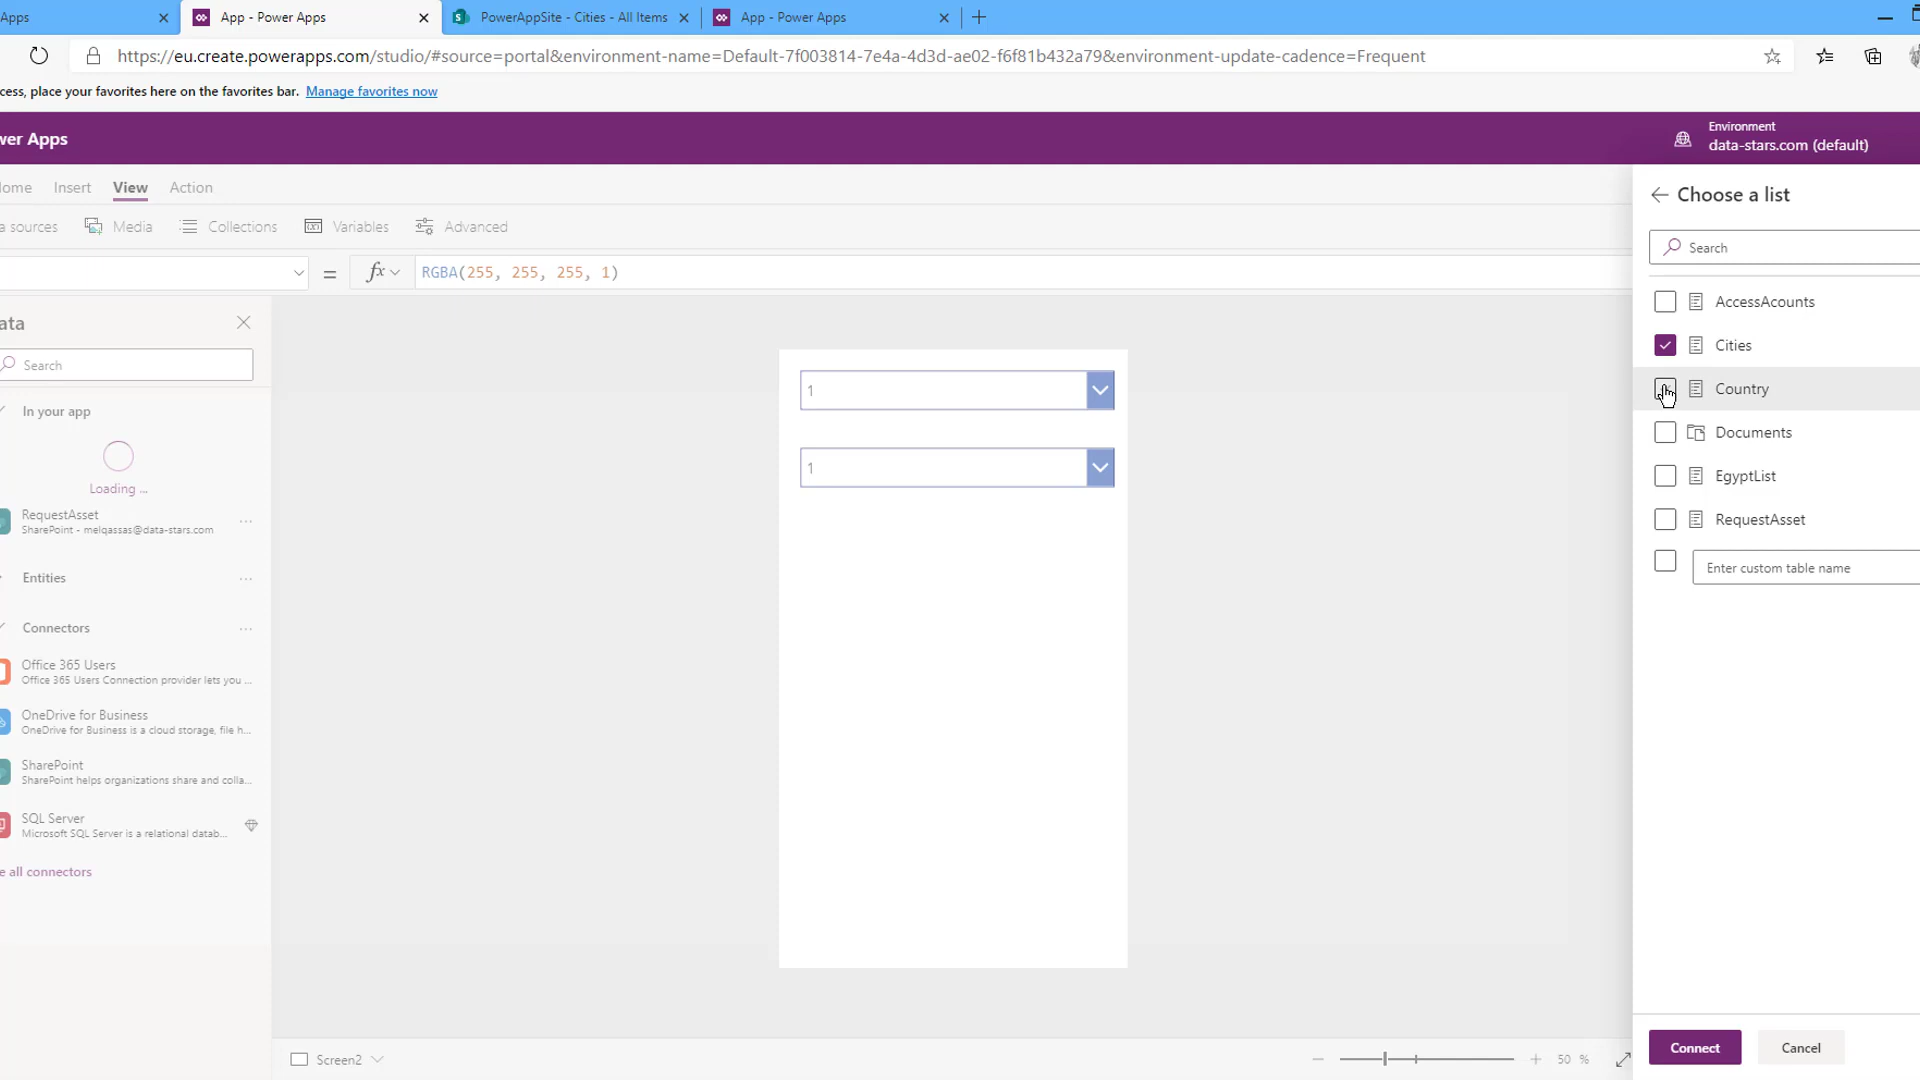 Apps
App - Power Apps
PowerAppSite - Cities - All Items
App - Power Apps
https://eu.create.powerapps.com/studio/#source=portal&environment-name=Default-7f003814-7e4a-4d3d-ae02-f6f81b432a79&environment-update-cadence=Frequent
cess, place your favorites here on the favorites bar. Manage favorites now
wer Apps
Environment
data-stars.com (default)
ome Insert View Action
a sources Media Collections Variables Advanced
= fx RGBA(255, 255, 255, 1)
Choose a list
Search
AccessAcounts
Cities
Country
Documents
EgyptList
RequestAsset
Enter custom table name
Connect Cancel
ata
Search
In your app
Loading ...
RequestAsset
SharePoint - melqassas@data-stars.com
Entities
Connectors
Office 365 Users
Office 365 Users Connection provider lets you ...
OneDrive for Business
OneDrive for Business is a cloud storage, file h...
SharePoint
SharePoint helps organizations share and colla...
SQL Server
Microsoft SQL Server is a relational datab...
e all connectors
1
1
Screen2
50 %